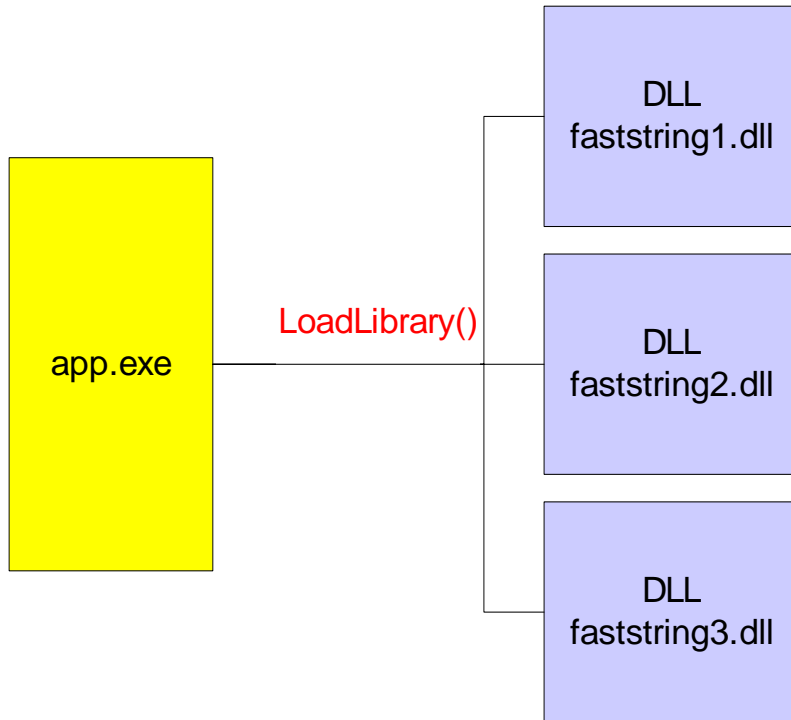 DLL
faststring1.dll
LoadLibrary()
app.exe
DLL
faststring2.dll
DLL
faststring3.dll